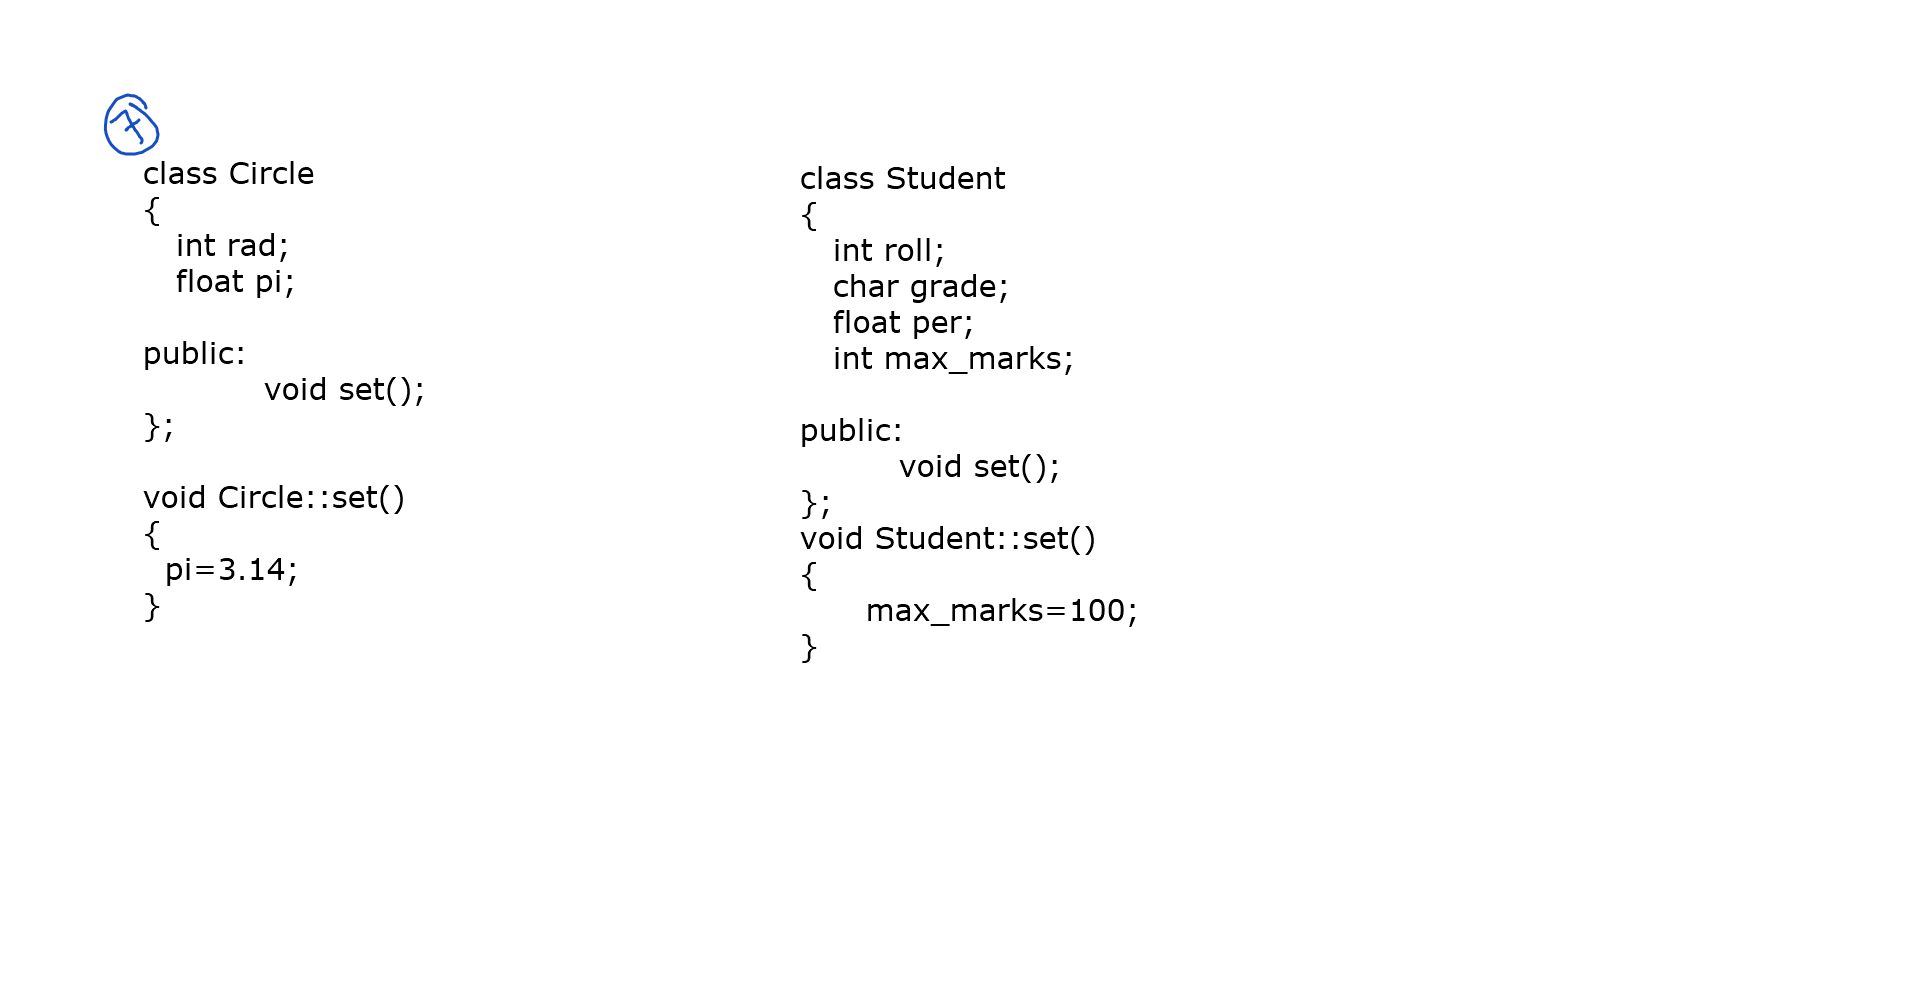 7
class Circle
{
int rad;
float pi;
public:
void set();
};
void Circle::set()
{
pi=3.14;
}
class Student
{
int roll;
char grade;
float per;
int max_marks;
public:
void set();
};
void Student::set()
{
max_marks=100;
}